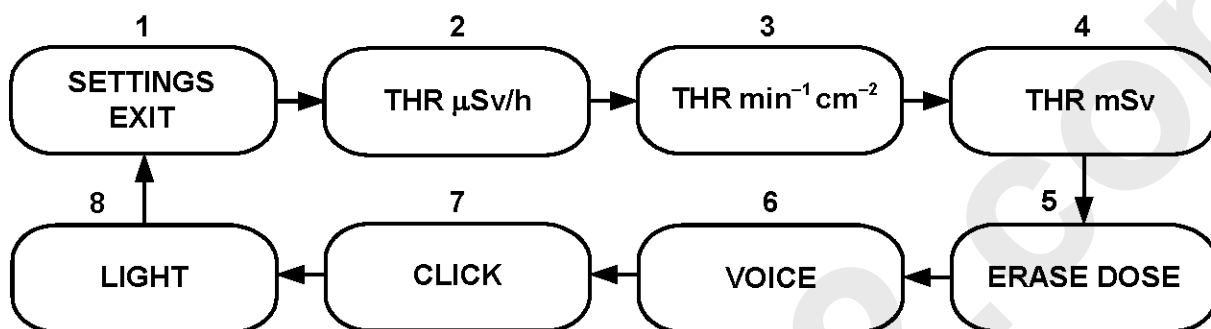 1
SETTINGS
EXIT
2
THR μSv/h
3
THR min⁻¹ cm⁻²
4
THR mSv
5
ERASE DOSE
6
VOICE
7
CLICK
8
LIGHT